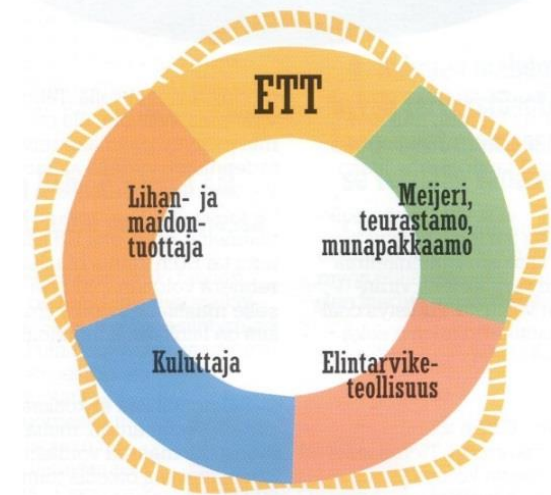 ETT
Lihan- ja
maidon-
tuottaja
Meijeri,
teurastamo,
munapakkaamo
Kuluttaja
Elintarvike-
teollisuus